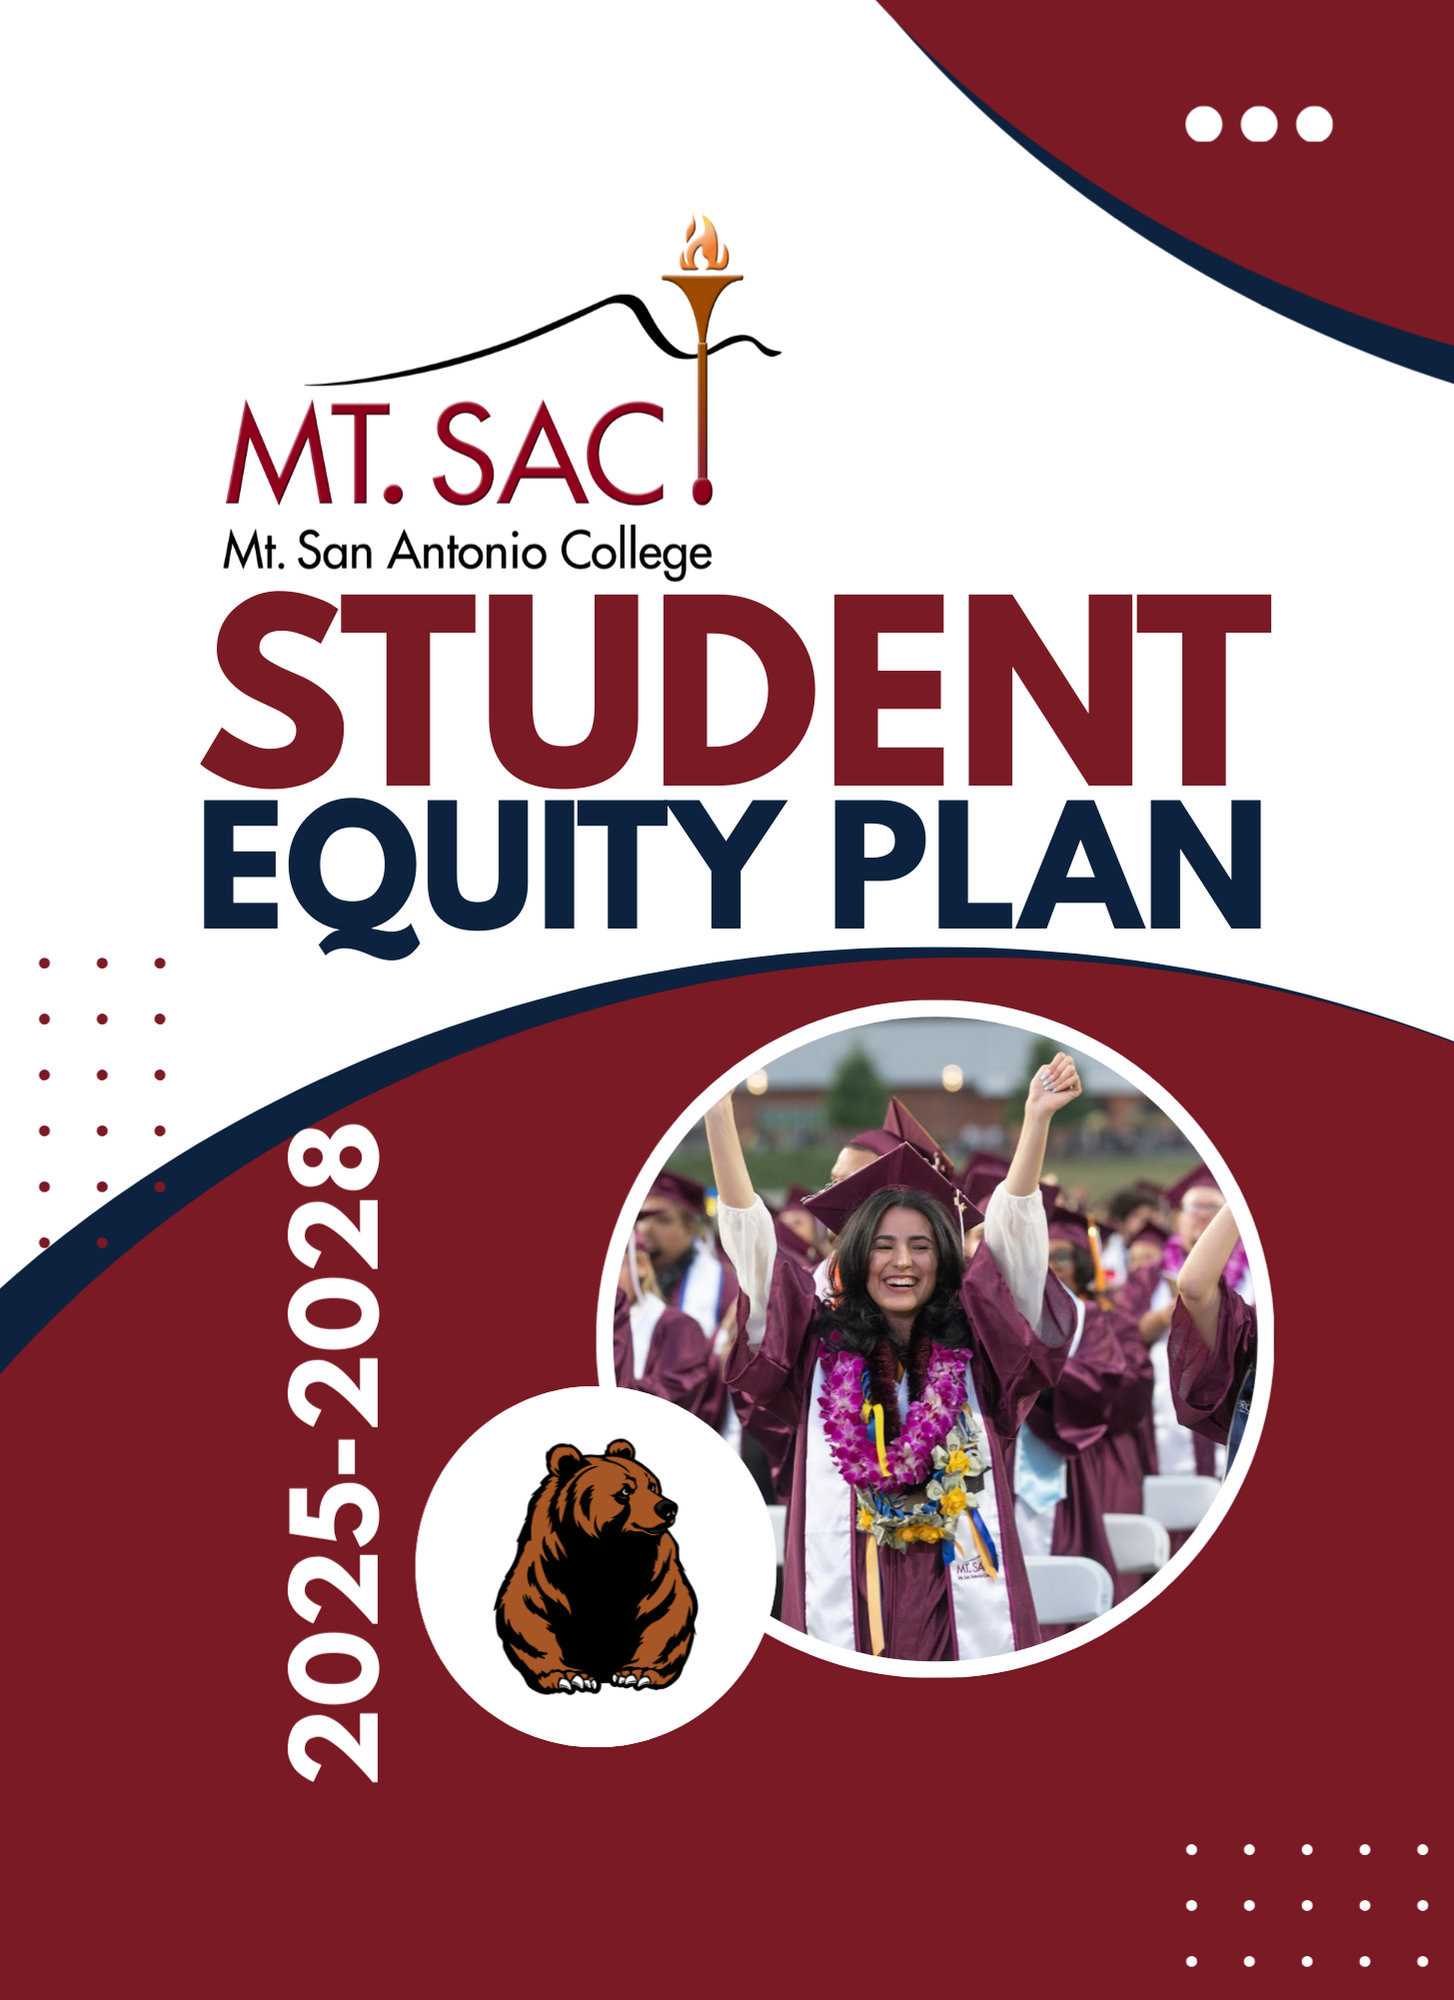 MT. SAC
Mt. San Antonio College
STUDENT
EQUITY PLAN
2025-2028